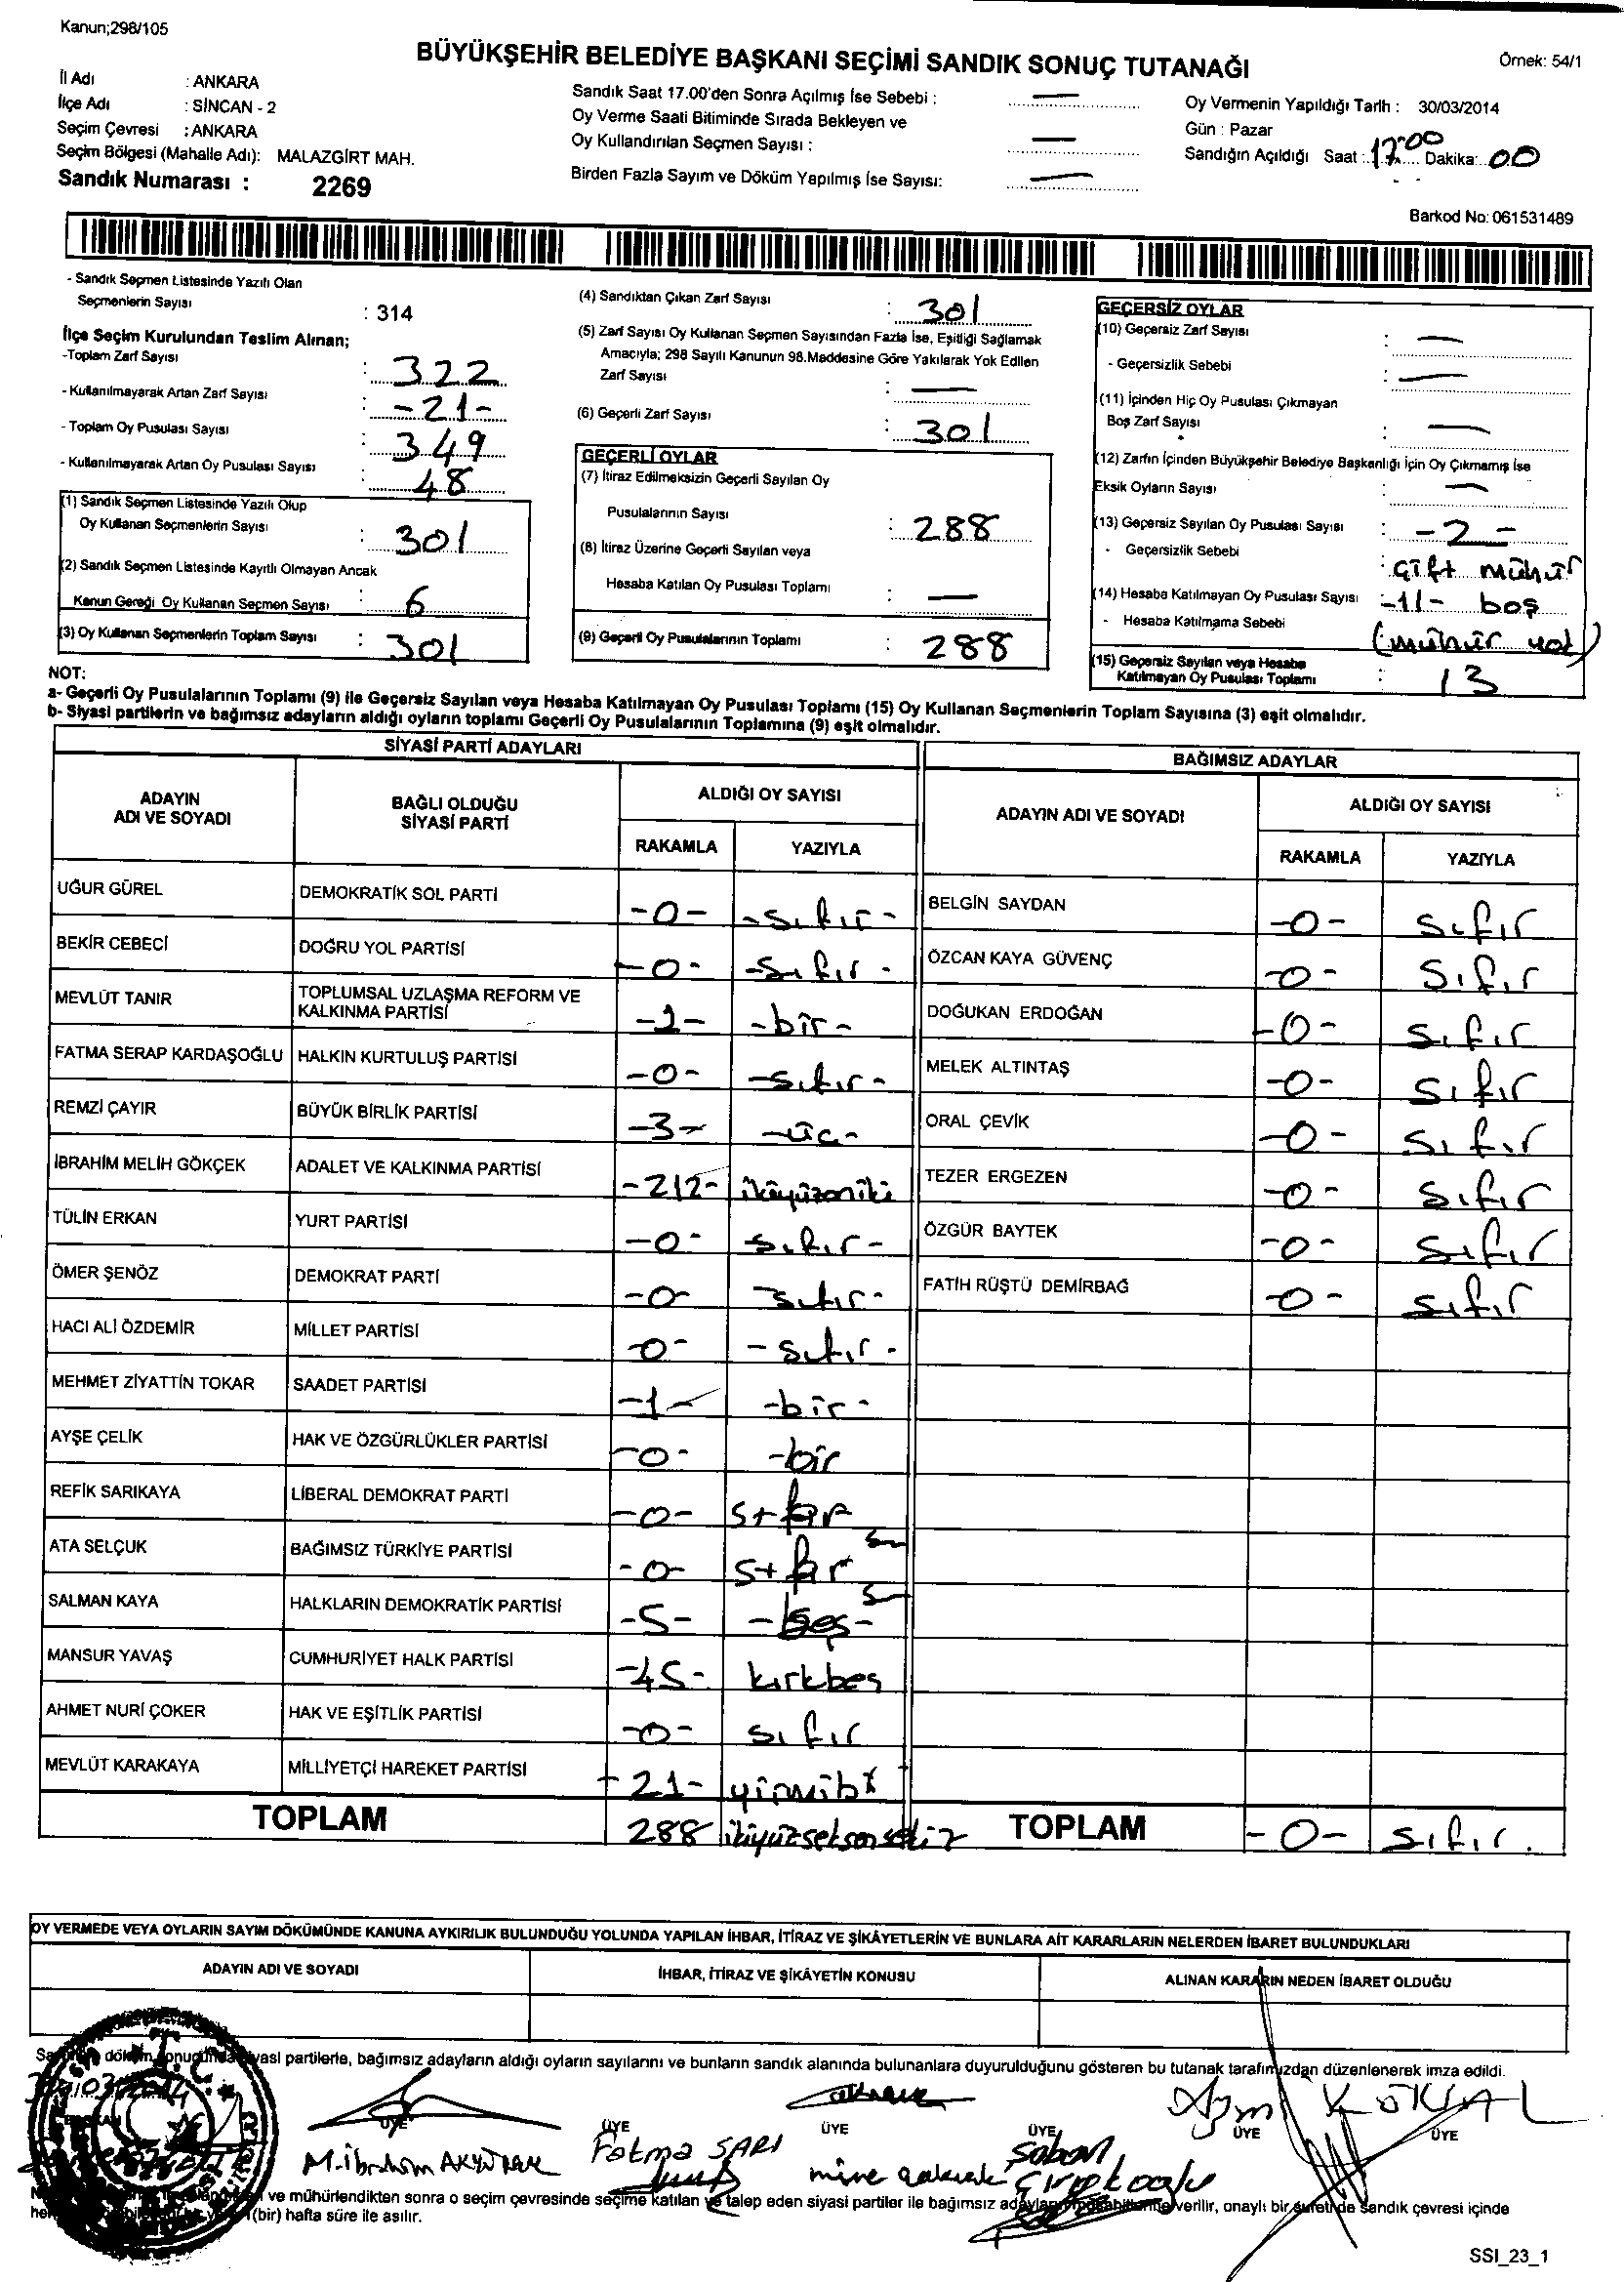 Kanun;298/105
BÜYÜKŞEHİR BELEDİYE BAŞKANI SEÇİMİ SANDIK SONUÇ TUTANAĞI
Örnek: 54/1
İl Adı : ANKARA
İlçe Adı : SİNCAN - 2
Seçim Çevresi : ANKARA
Seçim Bölgesi (Mahalle Adı): MALAZGİRT MAH.
Sandık Numarası : 2269
Sandık Saat 17.00'den Sonra Açılmış İse Sebebi : —
Oy Verme Saati Bitiminde Sırada Bekleyen ve
Oy Kullandırılan Seçmen Sayısı : —
Birden Fazla Sayım ve Döküm Yapılmış İse Sayısı: —
Oy Vermenin Yapıldığı Tarih : 30/03/2014
Gün : Pazar
Sandığın Açıldığı Saat : 17:00 Dakika: 00
Barkod No: 061531489
- Sandık Seçmen Listesinde Yazılı Olan
Seçmenlerin Sayısı : 314
İlçe Seçim Kurulundan Teslim Alınan;
-Toplam Zarf Sayısı : 322
- Kullanılmayarak Artan Zarf Sayısı : -21-
- Toplam Oy Pusulası Sayısı : 349
- Kullanılmayarak Artan Oy Pusulası Sayısı : 48
(1) Sandık Seçmen Listesinde Yazılı Olup
Oy Kullanan Seçmenlerin Sayısı : 301
(2) Sandık Seçmen Listesinde Kayıtlı Olmayan Ancak
Kanun Gereği Oy Kullanan Seçmen Sayısı : 6
(3) Oy Kullanan Seçmenlerin Toplam Sayısı : 301
(4) Sandıktan Çıkan Zarf Sayısı : 301
(5) Zarf Sayısı Oy Kullanan Seçmen Sayısından Fazla İse, Eşitliği Sağlamak
Amacıyla; 298 Sayılı Kanunun 98.Maddesine Göre Yakılarak Yok Edilen
Zarf Sayısı : —
(6) Geçerli Zarf Sayısı : 301
GEÇERLİ OYLAR
(7) İtiraz Edilmeksizin Geçerli Sayılan Oy
Pusulalarının Sayısı : 288
(8) İtiraz Üzerine Geçerli Sayılan veya
Hesaba Katılan Oy Pusulası Toplamı : —
(9) Geçerli Oy Pusulalarının Toplamı : 288
GEÇERSİZ OYLAR
(10) Geçersiz Zarf Sayısı : —
- Geçersizlik Sebebi : —
(11) İçinden Hiç Oy Pusulası Çıkmayan
Boş Zarf Sayısı : —
(12) Zarfın İçinden Büyükşehir Belediye Başkanlığı İçin Oy Çıkmamış İse
Eksik Oyların Sayısı : —
(13) Geçersiz Sayılan Oy Pusulası Sayısı : -2-
- Geçersizlik Sebebi : çift mühür
(14) Hesaba Katılmayan Oy Pusulası Sayısı : -11- boş
- Hesaba Katılmama Sebebi (mühür yok)
(15) Geçersiz Sayılan veya Hesaba
Katılmayan Oy Pusulası Toplamı : 13
NOT:
a- Geçerli Oy Pusulalarının Toplamı (9) ile Geçersiz Sayılan veya Hesaba Katılmayan Oy Pusulası Toplamı (15) Oy Kullanan Seçmenlerin Toplam Sayısına (3) eşit olmalıdır.
b- Siyasi partilerin ve bağımsız adayların aldığı oyların toplamı Geçerli Oy Pusulalarının Toplamına (9) eşit olmalıdır.
SİYASİ PARTİ ADAYLARI
ADAYIN ADI VE SOYADI BAĞLI OLDUĞU SİYASİ PARTİ ALDIĞI OY SAYISI
RAKAMLA YAZIYLA
UĞUR GÜREL DEMOKRATİK SOL PARTİ -0- -sıfır-
BEKİR CEBECİ DOĞRU YOL PARTİSİ -0- -sıfır-
MEVLÜT TANIR TOPLUMSAL UZLAŞMA REFORM VE KALKINMA PARTİSİ -1- -bir-
FATMA SERAP KARDAŞOĞLU HALKIN KURTULUŞ PARTİSİ -0- -sıfır-
REMZİ ÇAYIR BÜYÜK BİRLİK PARTİSİ -3- -üç-
İBRAHİM MELİH GÖKÇEK ADALET VE KALKINMA PARTİSİ -212- ikiyüzoniki
TÜLİN ERKAN YURT PARTİSİ -0- sıfır-
ÖMER ŞENÖZ DEMOKRAT PARTİ -0- sıfır-
HACI ALİ ÖZDEMİR MİLLET PARTİSİ -0- -sıfır-
MEHMET ZİYATTİN TOKAR SAADET PARTİSİ -1- -bir-
AYŞE ÇELİK HAK VE ÖZGÜRLÜKLER PARTİSİ -0- -bir
REFİK SARIKAYA LİBERAL DEMOKRAT PARTİ -0- sıfır
ATA SELÇUK BAĞIMSIZ TÜRKİYE PARTİSİ -0- sıfır
SALMAN KAYA HALKLARIN DEMOKRATİK PARTİSİ -5- -beş-
MANSUR YAVAŞ CUMHURİYET HALK PARTİSİ -45- kırkbeş
AHMET NURİ ÇOKER HAK VE EŞİTLİK PARTİSİ -0- sıfır
MEVLÜT KARAKAYA MİLLİYETÇİ HAREKET PARTİSİ -21-
TOPLAM 288 ikiyüzseksensekiz
BAĞIMSIZ ADAYLAR
ADAYIN ADI VE SOYADI ALDIĞI OY SAYISI
RAKAMLA YAZIYLA
BELGİN SAYDAN -0- sıfır
ÖZCAN KAYA GÜVENÇ -0- sıfır
DOĞUKAN ERDOĞAN -0- sıfır
MELEK ALTINTAŞ -0- sıfır
ORAL ÇEVİK -0- sıfır
TEZER ERGEZEN -0- sıfır
ÖZGÜR BAYTEK -0- sıfır
FATİH RÜŞTÜ DEMİRBAĞ -0- sıfır
TOPLAM -0- sıfır.
OY VERMEDE VEYA OYLARIN SAYIM DÖKÜMÜNDE KANUNA AYKIRILIK BULUNDUĞU YOLUNDA YAPILAN İHBAR, İTİRAZ VE ŞİKÂYETLERİN VE BUNLARA AİT KARARLARIN NELERDEN İBARET BULUNDUKLARI
ADAYIN ADI VE SOYADI İHBAR, İTİRAZ VE ŞİKÂYETİN KONUSU ALINAN KARARIN NEDEN İBARET OLDUĞU
partilerle, bağımsız adayların aldığı oyların sayılarını ve bunların sandık alanında bulunanlara duyurulduğunu gösteren bu tutanak tarafımızdan düzenlenerek imza edildi.
ÜYE ÜYE ÜYE ÜYE ÜYE ÜYE
M. İbrahim Fatma SARI mine Şaban KÖKSAL
ve mühürlendikten sonra o seçim çevresinde seçime katılan ve talep eden siyasi partiler ile bağımsız verilir, onaylı bir sureti de sandık çevresi içinde
(bir) hafta süre ile asılır.
SSI_23_1